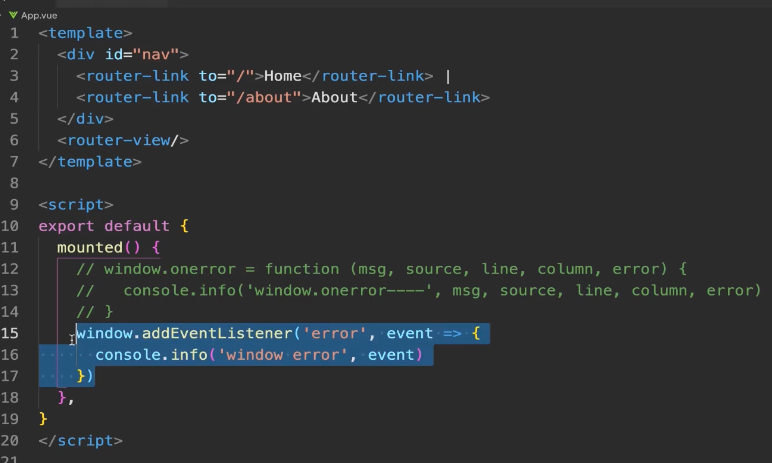 App.vue
1 <template>
2 <div id="nav">
3 <router-link to="/">Home</router-link> |
4 <router-link to="/about">About</router-link>
5 </div>
6 <router-view/>
7 </template>
8
9 <script>
10 export default {
11 mounted() {
12 // window.onerror = function (msg, source, line, column, error) {
13 // console.info('window.onerror----', msg, source, line, column, error)
14 // }
15 window.addEventListener('error', event => {
16 console.info('window error', event)
17 })
18 },
19 }
20 </script>
21